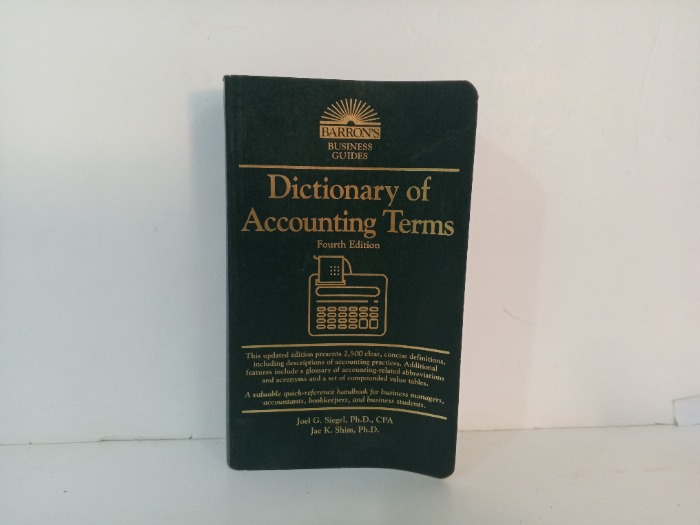 BARRON'S
BUSINESS
GUIDES
Dictionary of
Accounting Terms
Fourth Edition
This updated edition presents 2,500 clear, concise definitions,
including descriptions of accounting practices. Additional
features include a glossary of accounting-related abbreviations
and acronyms and a set of compounded value tables.
A valuable quick-reference handbook for business managers,
accountants, bookkeepers, and business students.
Joel G. Siegel, Ph.D., CPA
Jae K. Shim, Ph.D.